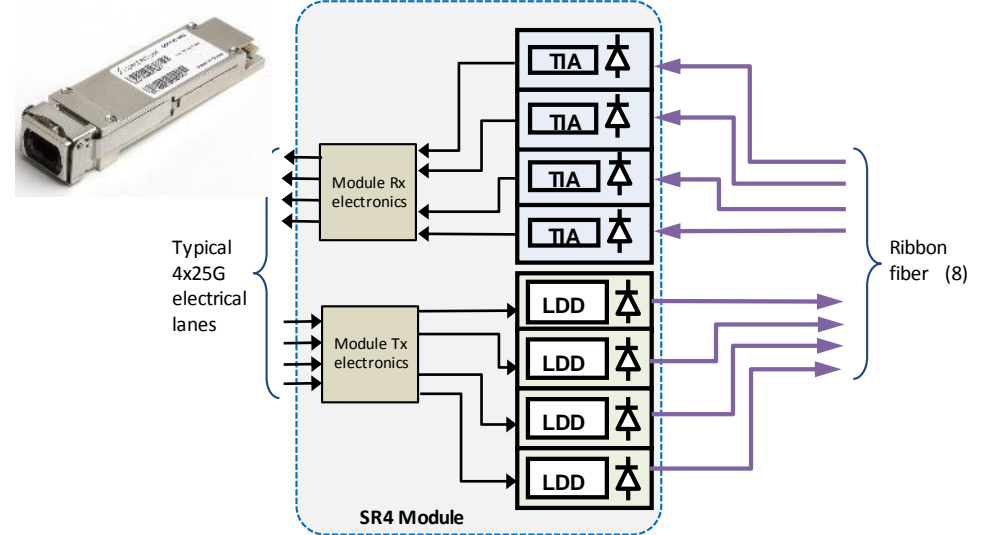 LUMENTUM
TIA
TIA
TIA
TIA
Module Rx
electronics
Typical
4x25G
electrical
lanes
Ribbon
fiber (8)
Module Tx
electronics
LDD
LDD
LDD
LDD
SR4 Module